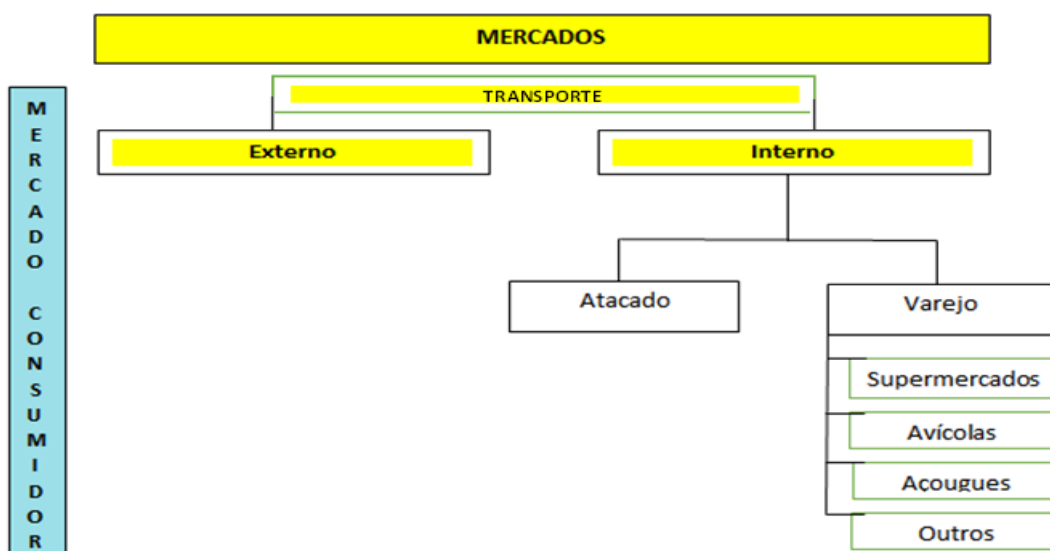 MERCADOS
TRANSPORTE
Externo
Interno
Atacado
Varejo
Supermercados
Avícolas
Açougues
Outros
MERCADO CONSUMIDOR